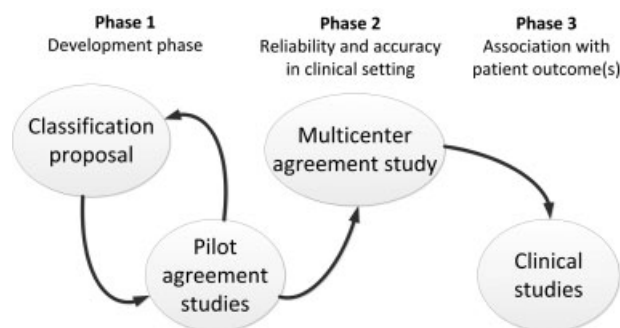 Phase 1
Development phase
Phase 2
Reliability and accuracy
in clinical setting
Phase 3
Association with
patient outcome(s)
Classification
proposal
Pilot
agreement
studies
Multicenter
agreement study
Clinical
studies